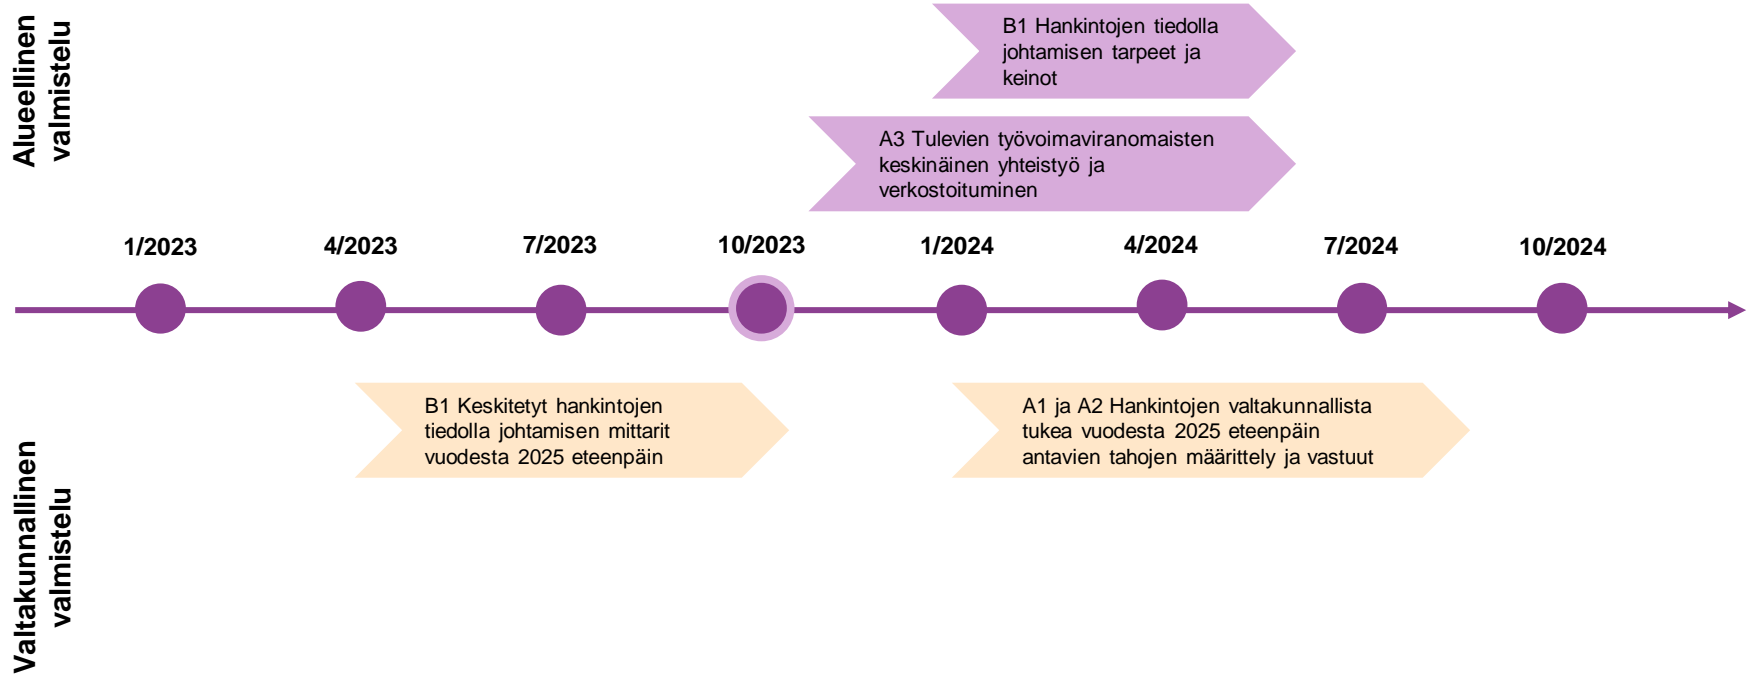 Alueellinen
valmistelu
B1 Hankintojen tiedolla
johtamisen tarpeet ja
keinot
A3 Tulevien työvoimaviranomaisten
keskinäinen yhteistyö ja
verkostoituminen
1/2023
4/2023
7/2023
10/2023
1/2024
4/2024
7/2024
10/2024
Valtakunnallinen
valmistelu
B1 Keskitetyt hankintojen
tiedolla johtamisen mittarit
vuodesta 2025 eteenpäin
A1 ja A2 Hankintojen valtakunnallista
tukea vuodesta 2025 eteenpäin
antavien tahojen määrittely ja vastuut